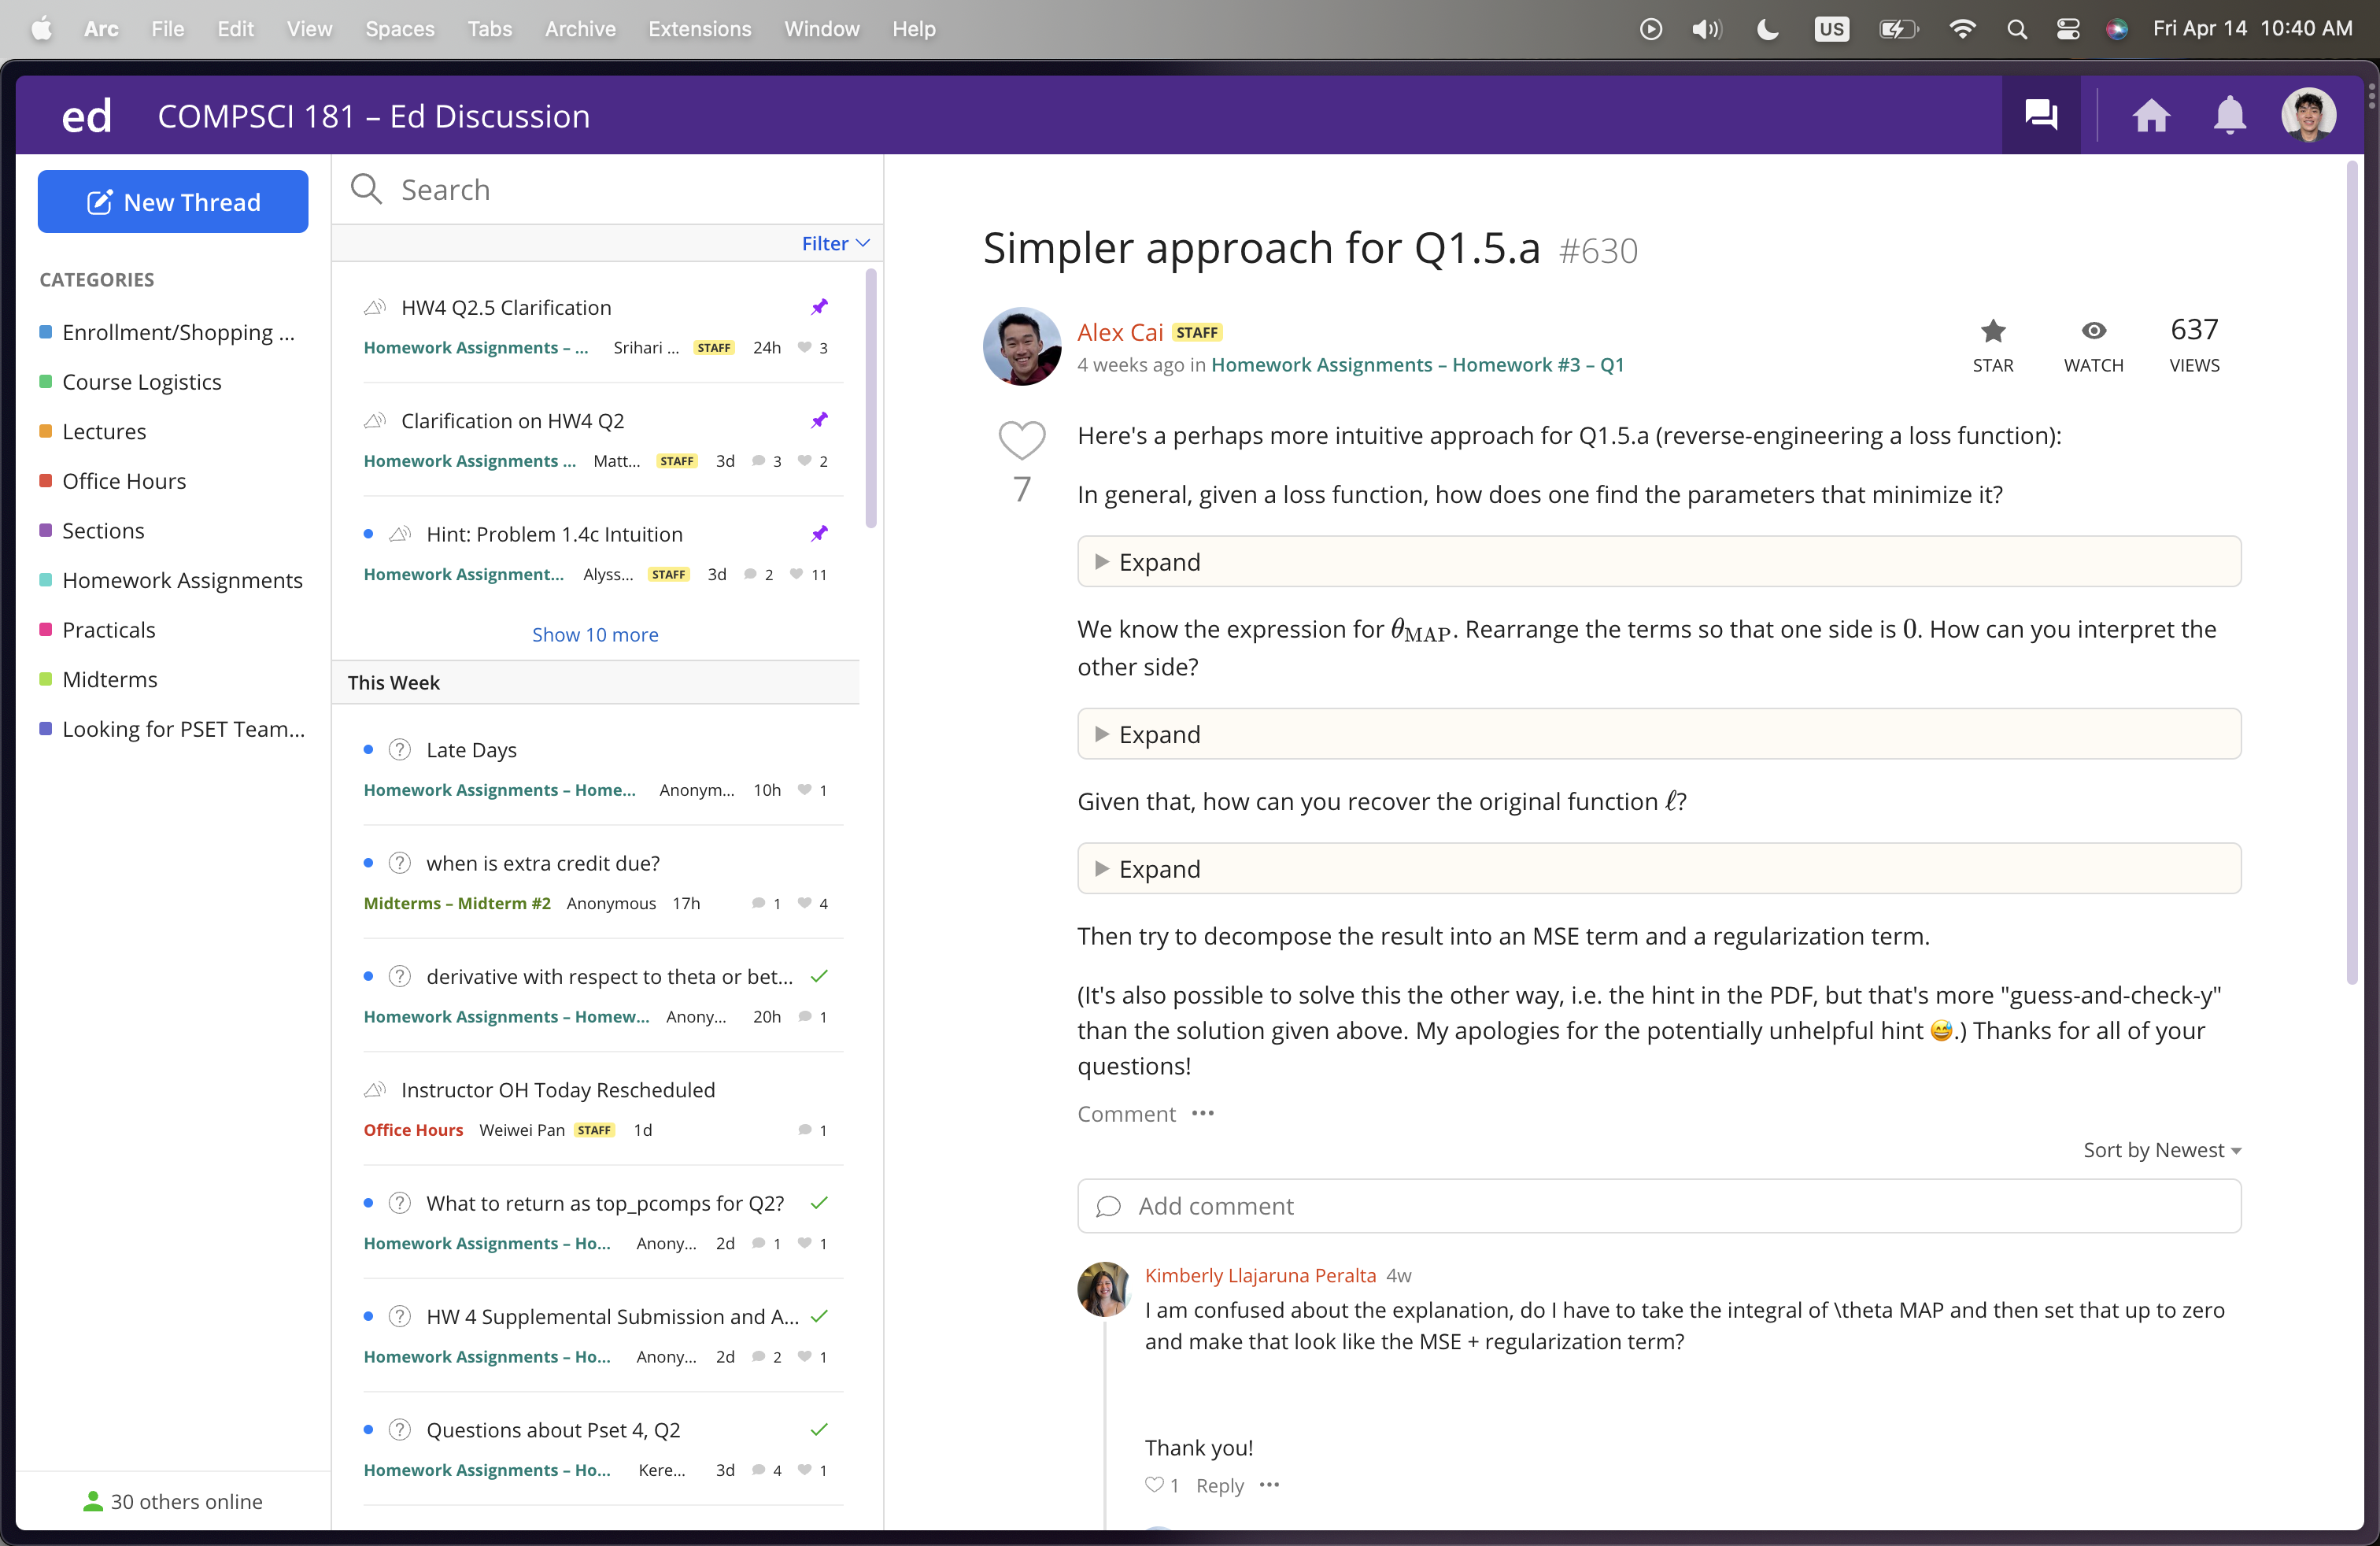 Arc File Edit View Spaces Tabs Archive Extensions Window Help US Fri Apr 14 10:40 AM
ed COMPSCI 181 – Ed Discussion
New Thread
CATEGORIES
Enrollment/Shopping ...
Course Logistics
Lectures
Office Hours
Sections
Homework Assignments
Practicals
Midterms
Looking for PSET Team...
30 others online
Search
Filter
HW4 Q2.5 Clarification
Homework Assignments – ... Srihari ... STAFF 24h 3
Clarification on HW4 Q2
Homework Assignments ... Matt... STAFF 3d 3 2
Hint: Problem 1.4c Intuition
Homework Assignment... Alyss... STAFF 3d 2 11
Show 10 more
This Week
? Late Days
Homework Assignments – Home... Anonym... 10h 1
? when is extra credit due?
Midterms – Midterm #2 Anonymous 17h 1 4
? derivative with respect to theta or bet...
Homework Assignments – Homew... Anony... 20h 1
Instructor OH Today Rescheduled
Office Hours Weiwei Pan STAFF 1d 1
? What to return as top_pcomps for Q2?
Homework Assignments – Ho... Anony... 2d 1 1
? HW 4 Supplemental Submission and A...
Homework Assignments – Ho... Anony... 2d 2 1
? Questions about Pset 4, Q2
Homework Assignments – Ho... Kere... 3d 4 1
Simpler approach for Q1.5.a #630
Alex Cai STAFF
4 weeks ago in Homework Assignments – Homework #3 – Q1
STAR WATCH 637 VIEWS
7
Here's a perhaps more intuitive approach for Q1.5.a (reverse-engineering a loss function):
In general, given a loss function, how does one find the parameters that minimize it?
Expand
We know the expression for θMAP. Rearrange the terms so that one side is 0. How can you interpret the
other side?
Expand
Given that, how can you recover the original function ℓ?
Expand
Then try to decompose the result into an MSE term and a regularization term.
(It's also possible to solve this the other way, i.e. the hint in the PDF, but that's more "guess-and-check-y"
than the solution given above. My apologies for the potentially unhelpful hint 😅.) Thanks for all of your
questions!
Comment ···
Sort by Newest
Add comment
Kimberly Llajaruna Peralta 4w
I am confused about the explanation, do I have to take the integral of \theta MAP and then set that up to zero
and make that look like the MSE + regularization term?
Thank you!
1 Reply ···